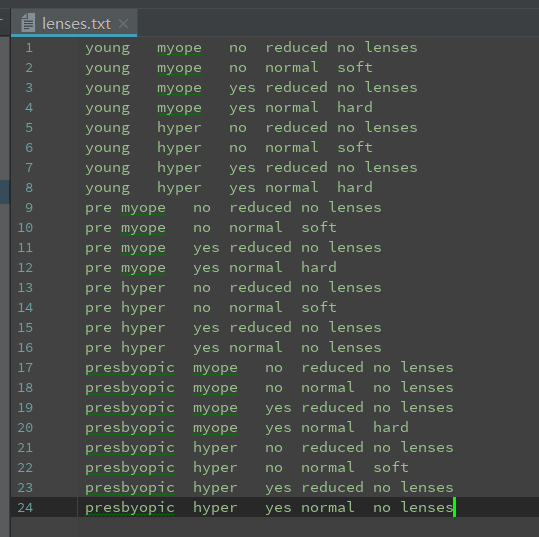 lenses.txt
1 young myope no reduced no lenses
2 young myope no normal soft
3 young myope yes reduced no lenses
4 young myope yes normal hard
5 young hyper no reduced no lenses
6 young hyper no normal soft
7 young hyper yes reduced no lenses
8 young hyper yes normal hard
9 pre myope no reduced no lenses
10 pre myope no normal soft
11 pre myope yes reduced no lenses
12 pre myope yes normal hard
13 pre hyper no reduced no lenses
14 pre hyper no normal soft
15 pre hyper yes reduced no lenses
16 pre hyper yes normal no lenses
17 presbyopic myope no reduced no lenses
18 presbyopic myope no normal no lenses
19 presbyopic myope yes reduced no lenses
20 presbyopic myope yes normal hard
21 presbyopic hyper no reduced no lenses
22 presbyopic hyper no normal soft
23 presbyopic hyper yes reduced no lenses
24 presbyopic hyper yes normal no lenses